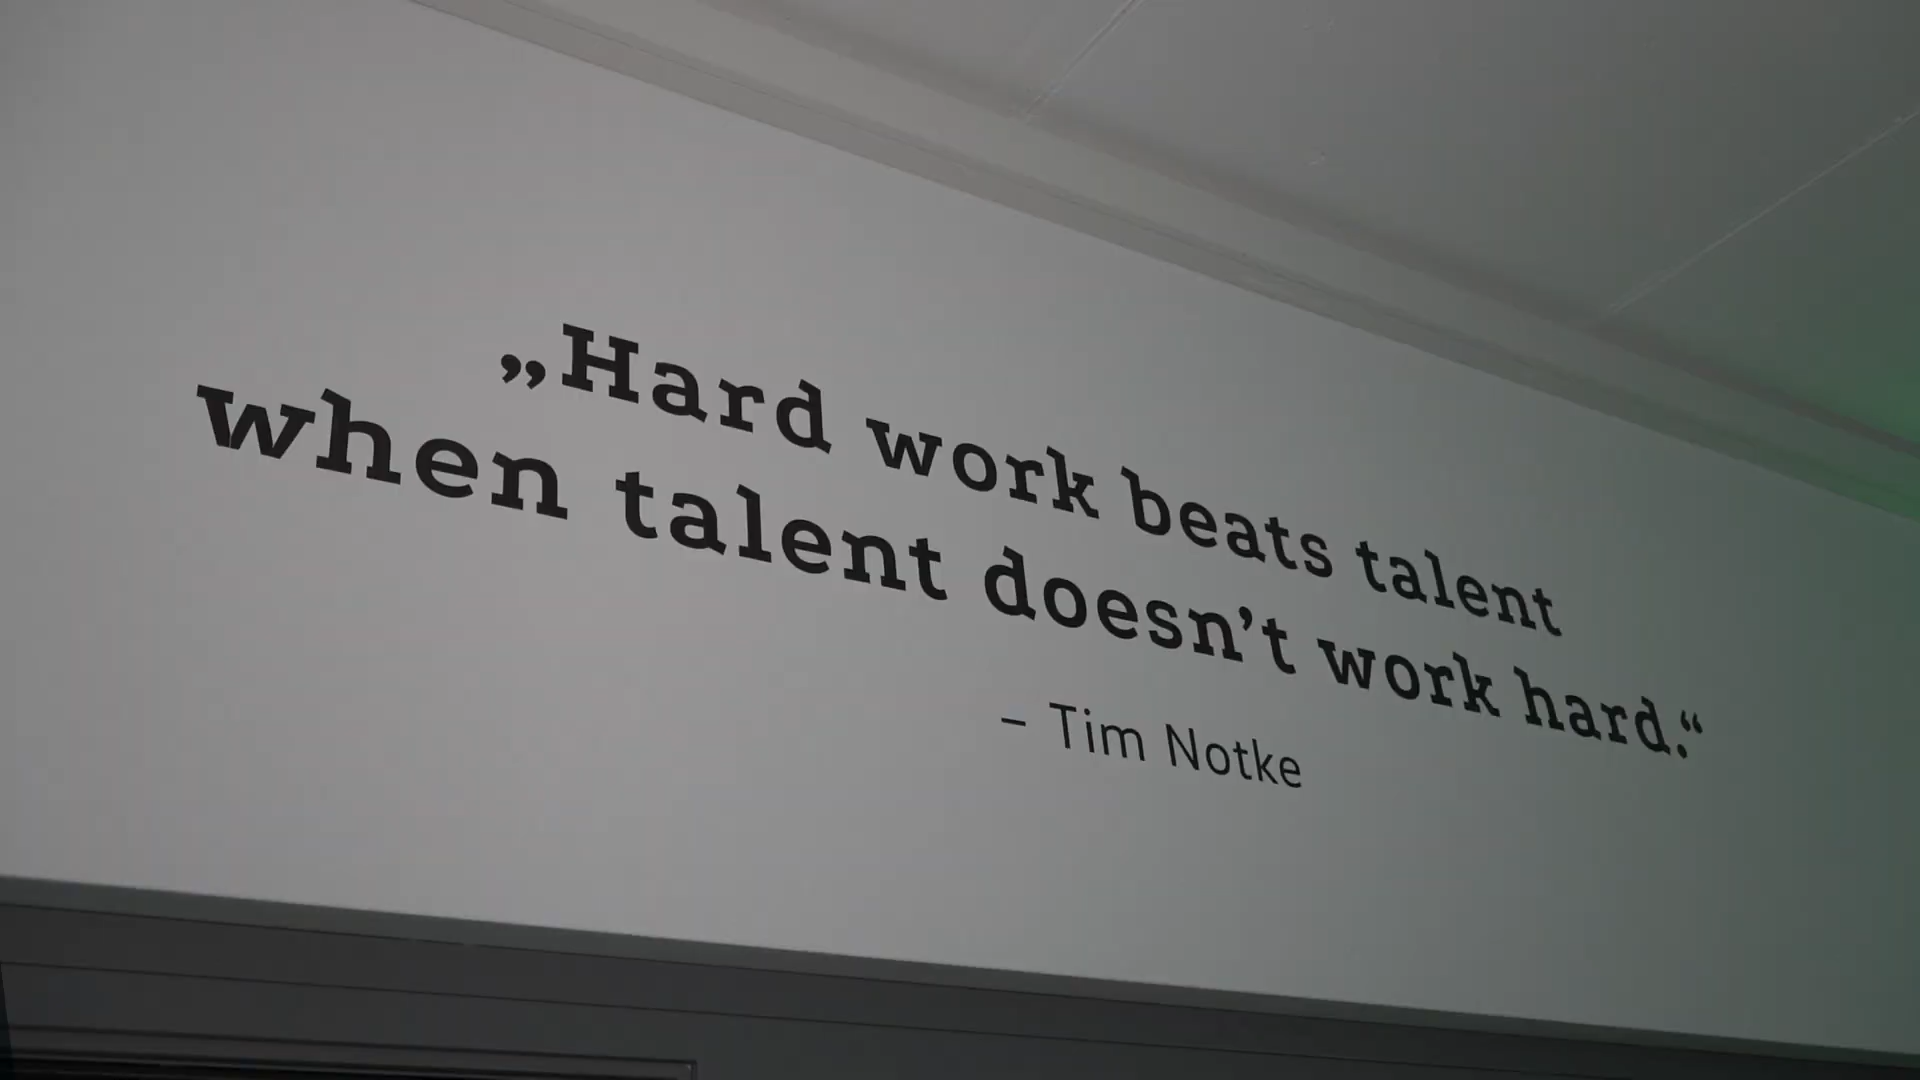 „Hard work beats talent
when talent doesn’t work hard.“
– Tim Notke